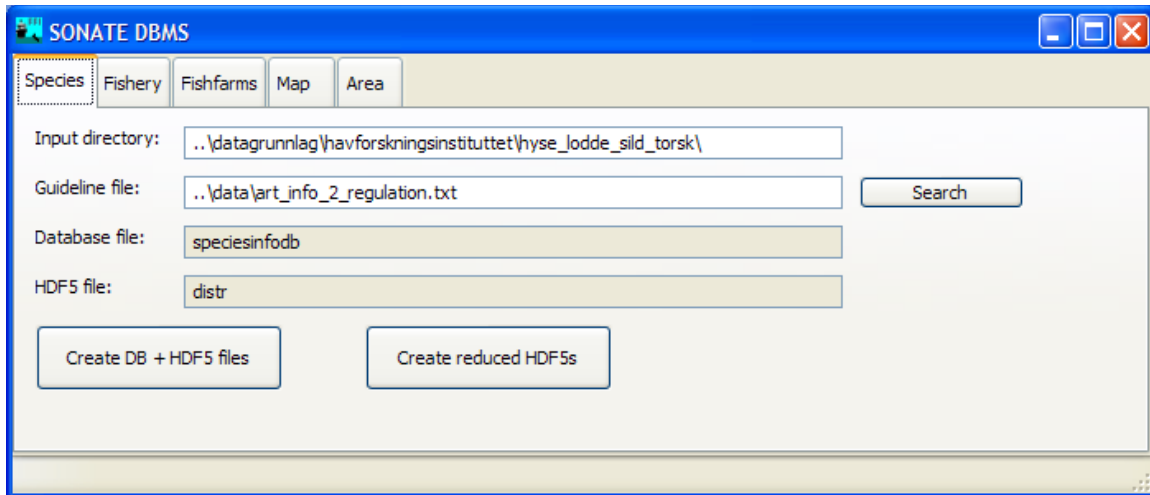 SONATE DBMS
Species Fishery Fishfarms Map Area
Input directory: ..\datagrunnlag\havforskningsinstituttet\hyse_lodde_sild_torsk\
Guideline file: ..\data\art_info_2_regulation.txt Search
Database file: speciesinfodb
HDF5 file: distr
Create DB + HDF5 files Create reduced HDF5s